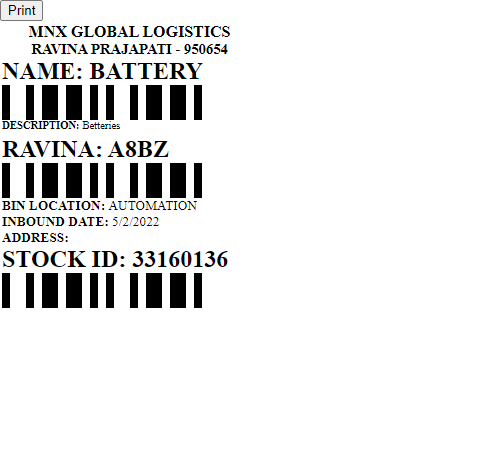 Print
MNX GLOBAL LOGISTICS
RAVINA PRAJAPATI - 950654
NAME: BATTERY
DESCRIPTION: Betteries
RAVINA: A8BZ
BIN LOCATION: AUTOMATION
INBOUND DATE: 5/2/2022
ADDRESS:
STOCK ID: 33160136